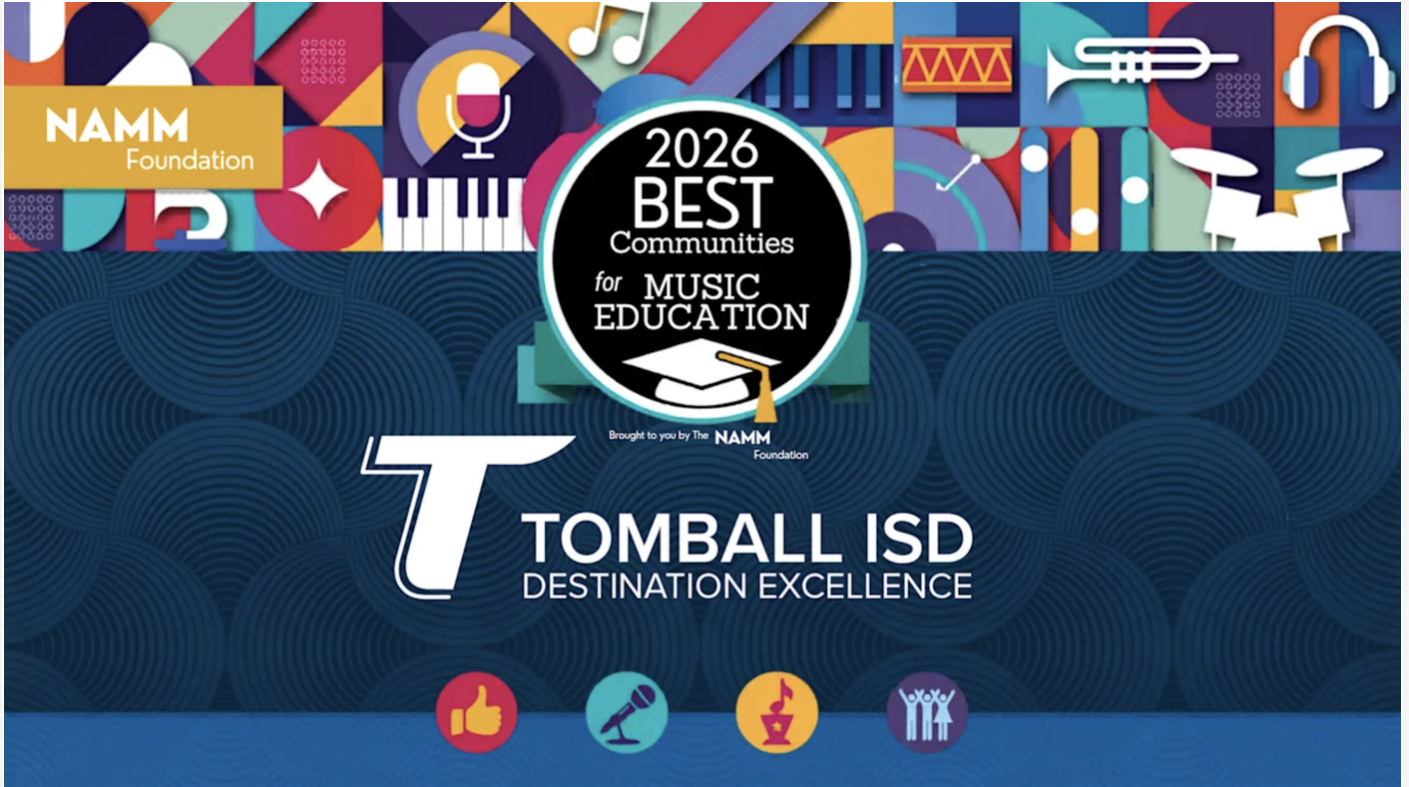 NAMM
Foundation
2026
BEST
Communities
for MUSIC
EDUCATION
Brought to you by The NAMM
Foundation
T
TOMBALL ISD
DESTINATION EXCELLENCE